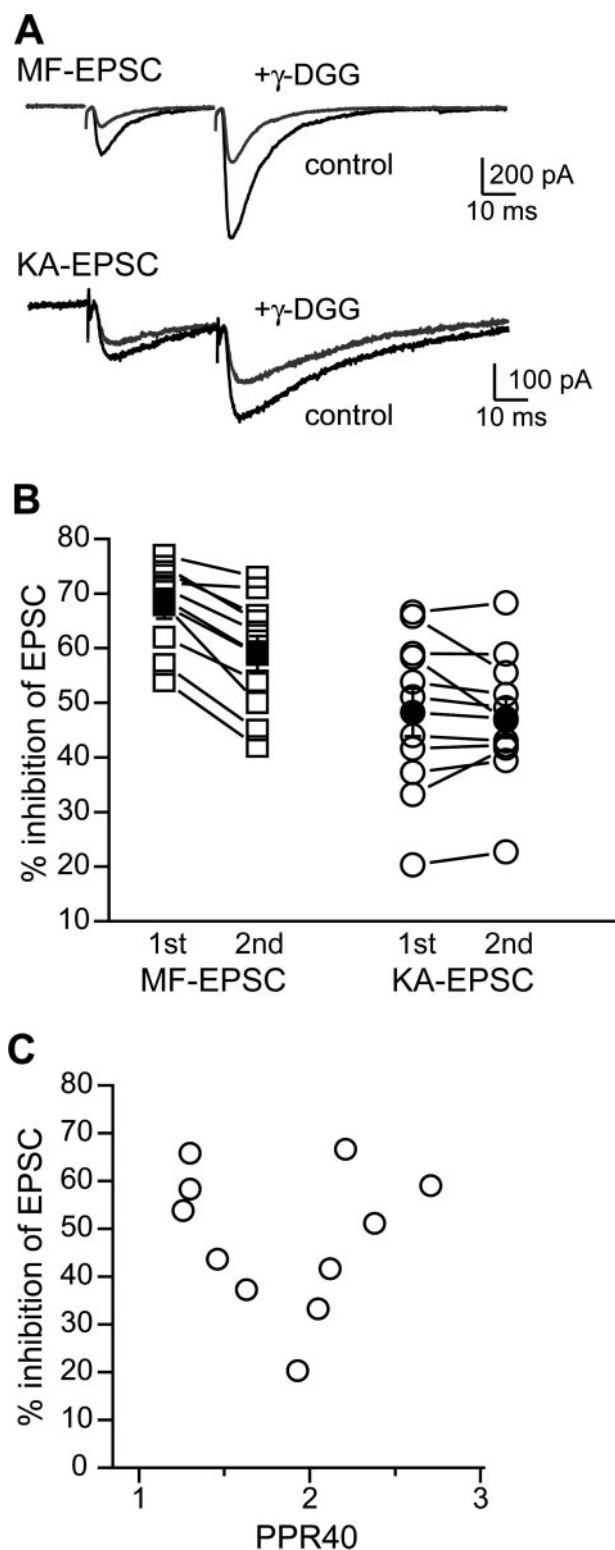 A
MF-EPSC +γ-DGG
control
200 pA
10 ms
KA-EPSC
+γ-DGG
control
100 pA
10 ms
B
% inhibition of EPSC
80
70
60
50
40
30
20
10
1st 2nd 1st 2nd
MF-EPSC KA-EPSC
C
% inhibition of EPSC
80
70
60
50
40
30
20
10
0
1 2 3
PPR40